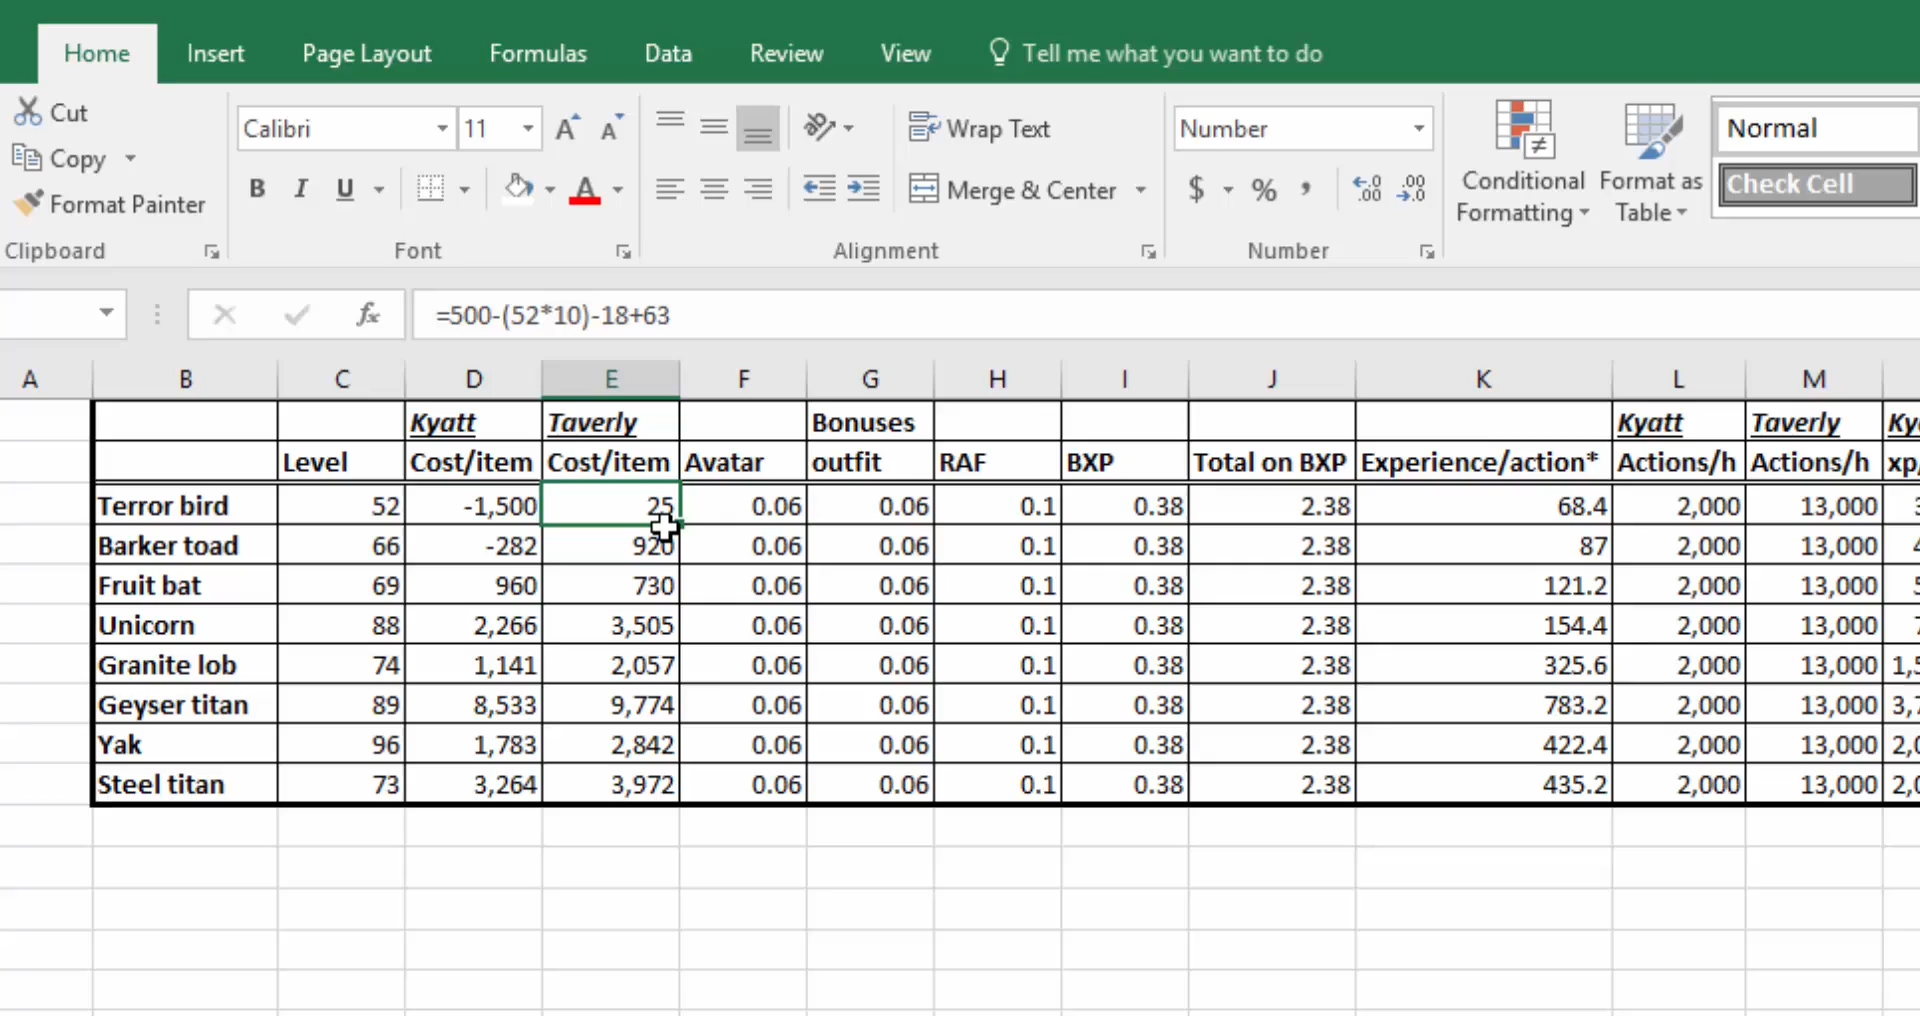 Home Insert Page Layout Formulas Data Review View Tell me what you want to do
Cut
Copy
Format Painter
Clipboard
Calibri 11
B I U A
Font
Wrap Text
Merge & Center
Alignment
Number
$ % ,
Number
Conditional Formatting
Format as Table
Normal
Check Cell
fx =500-(52*10)-18+63
A B C D E F G H I J K L M
Kyatt Taverly Bonuses Kyatt Taverly
Level Cost/item Cost/item Avatar outfit RAF BXP Total on BXP Experience/action* Actions/h Actions/h
Terror bird 52 -1,500 25 0.06 0.06 0.1 0.38 2.38 68.4 2,000 13,000
Barker toad 66 -282 920 0.06 0.06 0.1 0.38 2.38 87 2,000 13,000
Fruit bat 69 960 730 0.06 0.06 0.1 0.38 2.38 121.2 2,000 13,000
Unicorn 88 2,266 3,505 0.06 0.06 0.1 0.38 2.38 154.4 2,000 13,000
Granite lob 74 1,141 2,057 0.06 0.06 0.1 0.38 2.38 325.6 2,000 13,000
Geyser titan 89 8,533 9,774 0.06 0.06 0.1 0.38 2.38 783.2 2,000 13,000
Yak 96 1,783 2,842 0.06 0.06 0.1 0.38 2.38 422.4 2,000 13,000
Steel titan 73 3,264 3,972 0.06 0.06 0.1 0.38 2.38 435.2 2,000 13,000